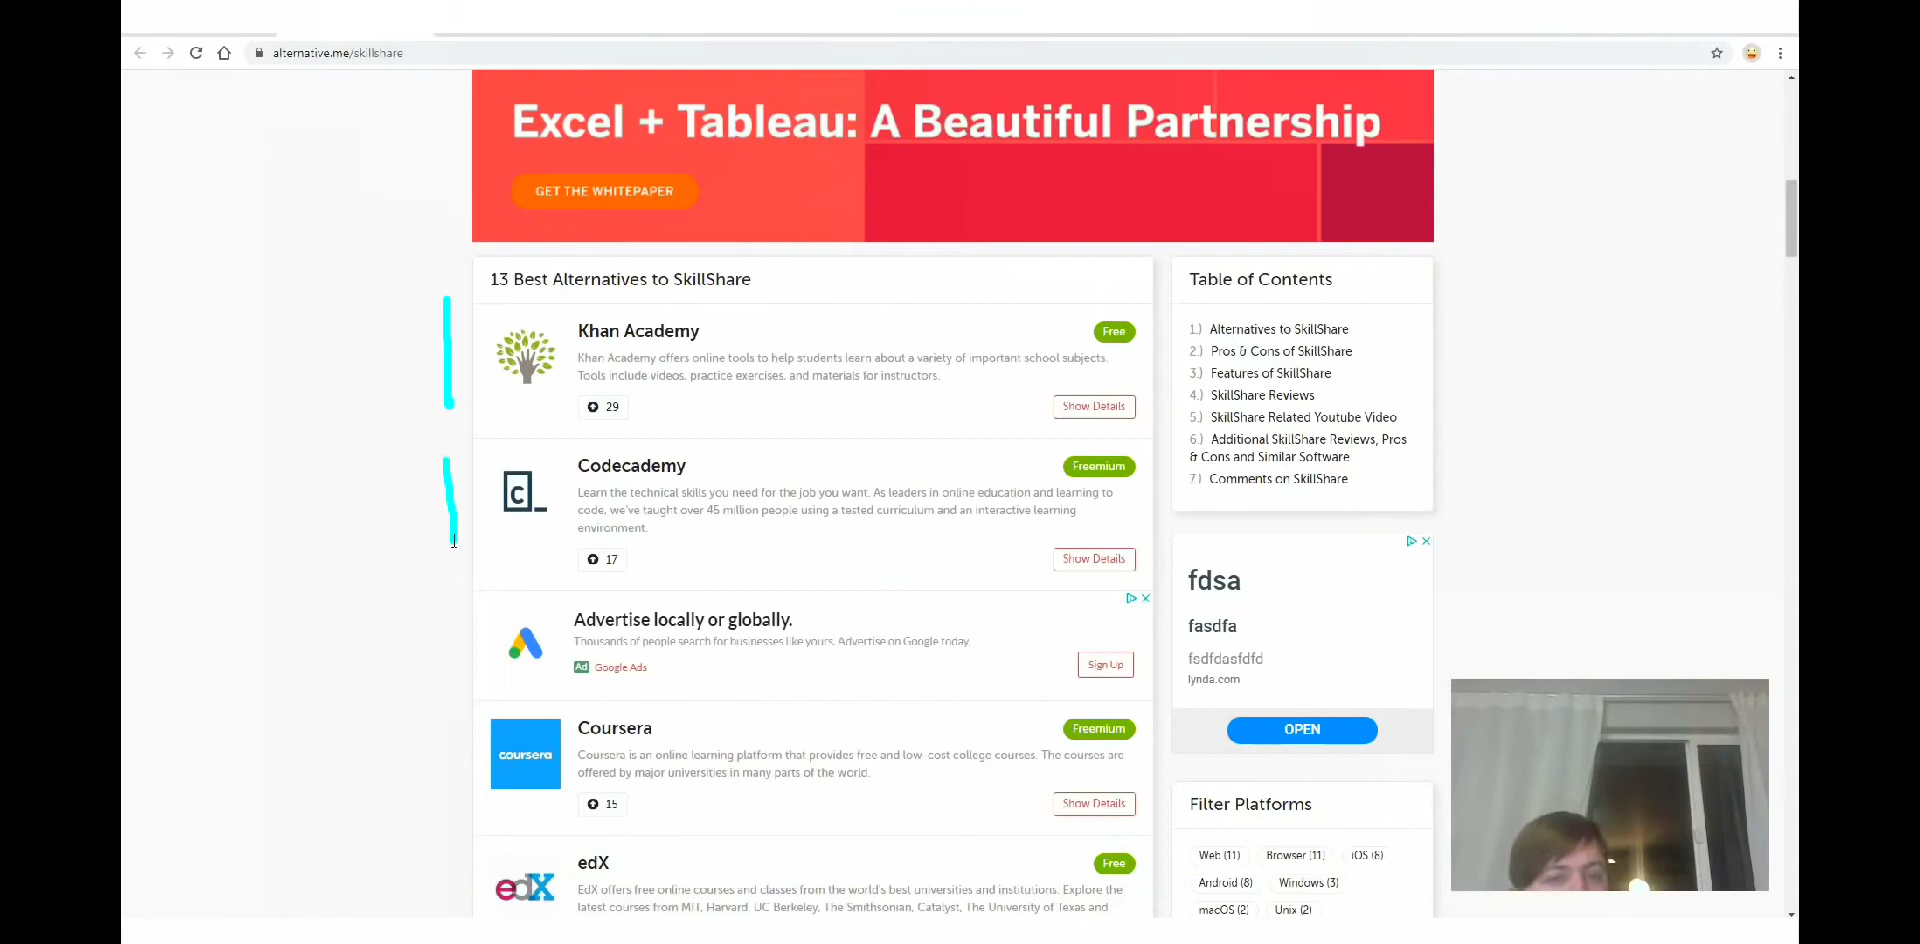 alternative.me/skillshare
Excel + Tableau: A Beautiful Partnership
GET THE WHITEPAPER
13 Best Alternatives to SkillShare
Khan Academy
Free
Khan Academy offers online tools to help students learn about a variety of important school subjects.
Tools include videos, practice exercises, and materials for instructors.
29
Show Details
Codecademy
Freemium
Learn the technical skills you need for the job you want. As leaders in online education and learning to
code, we've taught over 45 million people using a tested curriculum and an interactive learning
environment.
17
Show Details
Advertise locally or globally.
Thousands of people search for businesses like yours. Advertise on Google today.
Ad Google Ads
Sign Up
coursera
Coursera
Freemium
Coursera is an online learning platform that provides free and low-cost college courses. The courses are
offered by major universities in many parts of the world.
15
Show Details
edX
edX
Free
EdX offers free online courses and classes from the world's best universities and institutions. Explore the
latest courses from MIT, Harvard, UC Berkeley, The Smithsonian, Catalyst, The University of Texas and
Table of Contents
1.) Alternatives to SkillShare
2.) Pros & Cons of SkillShare
3.) Features of SkillShare
4.) SkillShare Reviews
5.) SkillShare Related Youtube Video
6.) Additional SkillShare Reviews, Pros
& Cons and Similar Software
7.) Comments on SkillShare
fdsa
fasdfa
fsdfdasfdfd
lynda.com
OPEN
Filter Platforms
Web (11) Browser (11) iOS (8)
Android (8) Windows (3)
macOS (2) Unix (2)